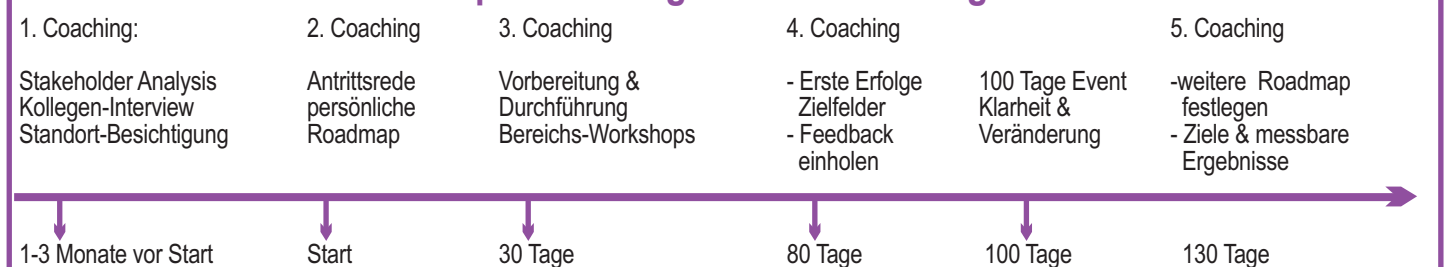 1. Coaching:
Stakeholder Analysis
Kollegen-Interview
Standort-Besichtigung
1-3 Monate vor Start
2. Coaching
Antrittsrede
persönliche
Roadmap
Start
3. Coaching
Vorbereitung &
Durchführung
Bereichs-Workshops
30 Tage
4. Coaching
- Erste Erfolge
Zielfelder
- Feedback
einholen
80 Tage
100 Tage Event
Klarheit &
Veränderung
100 Tage
5. Coaching
-weitere Roadmap
festlegen
- Ziele & messbare
Ergebnisse
130 Tage